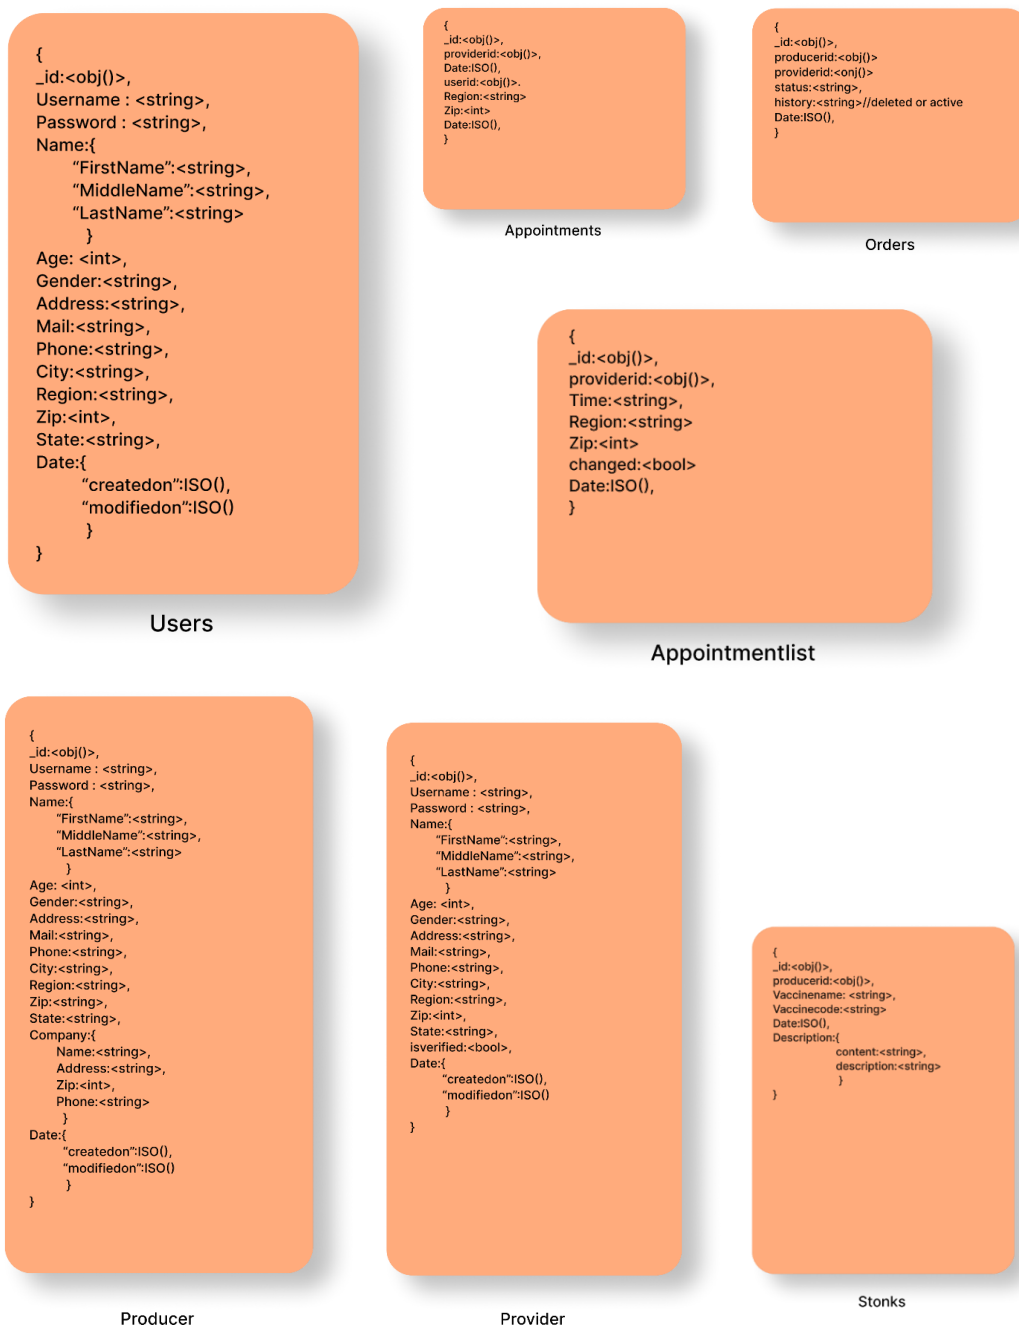 {
_id:<obj()>,
Username : <string>,
Password : <string>,
Name:{
“FirstName”:<string>,
“MiddleName”:<string>,
“LastName”:<string>
}
Age: <int>,
Gender:<string>,
Address:<string>,
Mail:<string>,
Phone:<string>,
City:<string>,
Region:<string>,
Zip:<int>,
State:<string>,
Date:{
“createdon”:ISO(),
“modifiedon”:ISO()
}
}
Users
{
_id:<obj()>,
providerid:<obj()>,
Date:ISO(),
userid:<obj()>.
Region:<string>
Zip:<int>
Date:ISO(),
}
Appointments
{
_id:<obj()>,
producerid:<obj()>
providerid:<onj()>
status:<string>,
history:<string>//deleted or active
Date:ISO(),
}
Orders
{
_id:<obj()>,
providerid:<obj()>,
Time:<string>,
Region:<string>
Zip:<int>
changed:<bool>
Date:ISO(),
}
Appointmentlist
{
_id:<obj()>,
Username : <string>,
Password : <string>,
Name:{
“FirstName”:<string>,
“MiddleName”:<string>,
“LastName”:<string>
}
Age: <int>,
Gender:<string>,
Address:<string>,
Mail:<string>,
Phone:<string>,
City:<string>,
Region:<string>,
Zip:<string>,
State:<string>,
Company:{
Name:<string>,
Address:<string>,
Zip:<int>,
Phone:<string>
}
Date:{
“createdon”:ISO(),
“modifiedon”:ISO()
}
}
Producer
{
_id:<obj()>,
Username : <string>,
Password : <string>,
Name:{
“FirstName”:<string>,
“MiddleName”:<string>,
“LastName”:<string>
}
Age: <int>,
Gender:<string>,
Address:<string>,
Mail:<string>,
Phone:<string>,
City:<string>,
Region:<string>,
Zip:<int>,
State:<string>,
isverified:<bool>,
Date:{
“createdon”:ISO(),
“modifiedon”:ISO()
}
}
Provider
{
_id:<obj()>,
producerid:<obj()>,
Vaccinename: <string>,
Vaccinecode:<string>
Date:ISO(),
Description:{
content:<string>,
description:<string>
}
}
Stonks